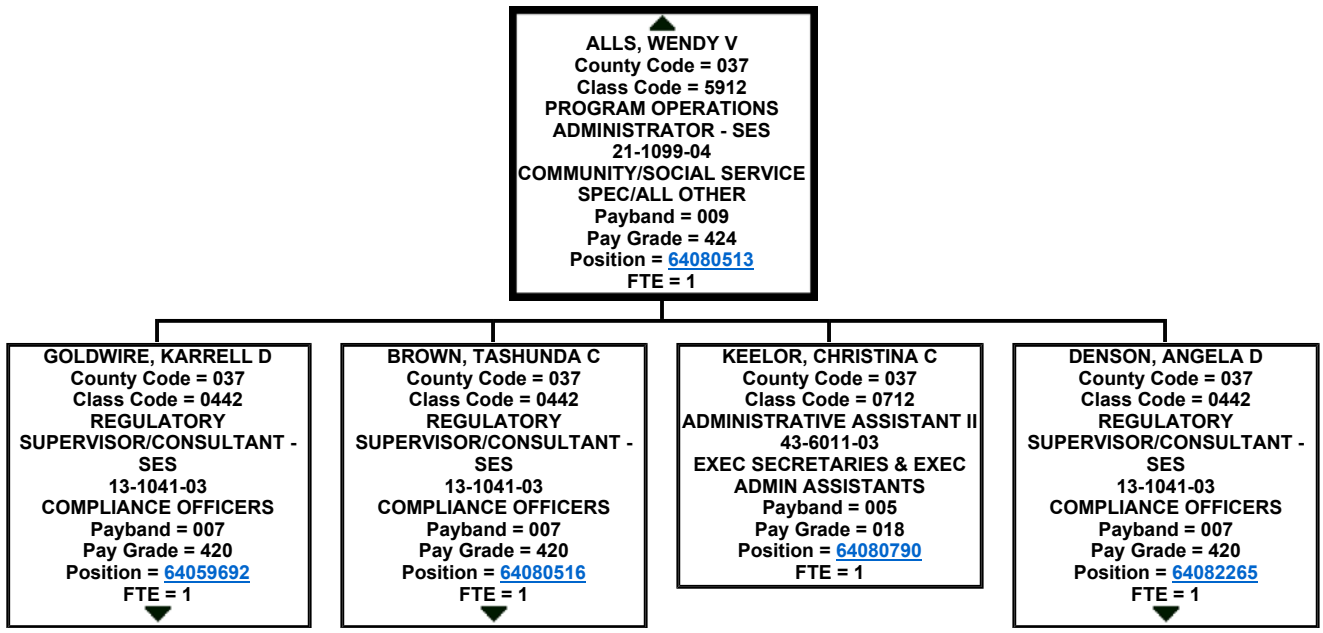 ALLS, WENDY V
County Code = 037
Class Code = 5912
PROGRAM OPERATIONS
ADMINISTRATOR - SES
21-1099-04
COMMUNITY/SOCIAL SERVICE
SPEC/ALL OTHER
Payband = 009
Pay Grade = 424
Position = 64080513
FTE = 1
GOLDWIRE, KARRELL D
County Code = 037
Class Code = 0442
REGULATORY
SUPERVISOR/CONSULTANT -
SES
13-1041-03
COMPLIANCE OFFICERS
Payband = 007
Pay Grade = 420
Position = 64059692
FTE = 1
BROWN, TASHUNDA C
County Code = 037
Class Code = 0442
REGULATORY
SUPERVISOR/CONSULTANT -
SES
13-1041-03
COMPLIANCE OFFICERS
Payband = 007
Pay Grade = 420
Position = 64080516
FTE = 1
KEELOR, CHRISTINA C
County Code = 037
Class Code = 0712
ADMINISTRATIVE ASSISTANT II
43-6011-03
EXEC SECRETARIES & EXEC
ADMIN ASSISTANTS
Payband = 005
Pay Grade = 018
Position = 64080790
FTE = 1
DENSON, ANGELA D
County Code = 037
Class Code = 0442
REGULATORY
SUPERVISOR/CONSULTANT -
SES
13-1041-03
COMPLIANCE OFFICERS
Payband = 007
Pay Grade = 420
Position = 64082265
FTE = 1